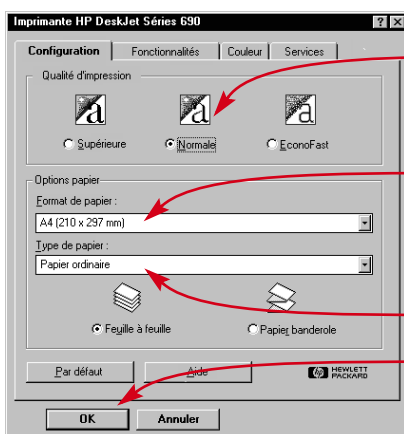 Imprimante HP DeskJet Séries 690
Configuration Fonctionnalités Couleur Services
Qualité d'impression
Supérieure Normale EconoFast
Options papier
Format de papier :
A4 (210 x 297 mm)
Type de papier :
Papier ordinaire
Feuille à feuille Papier banderole
Par défaut Aide hp HEWLETT
PACKARD
OK Annuler